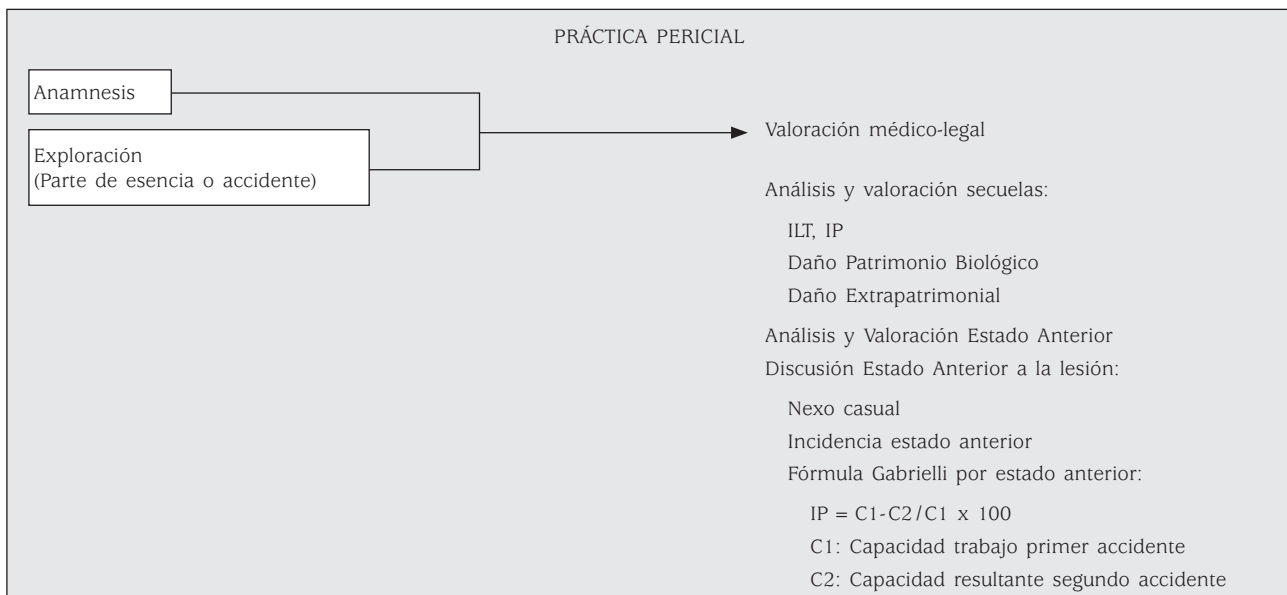 PRÁCTICA PERICIAL
Anamnesis
Exploración
(Parte de esencia o accidente)
Valoración médico-legal
Análisis y valoración secuelas:
ILT, IP
Daño Patrimonio Biológico
Daño Extrapatrimonial
Análisis y Valoración Estado Anterior
Discusión Estado Anterior a la lesión:
Nexo casual
Incidencia estado anterior
Fórmula Gabrielli por estado anterior:
IP = C1-C2/C1 x 100
C1: Capacidad trabajo primer accidente
C2: Capacidad resultante segundo accidente